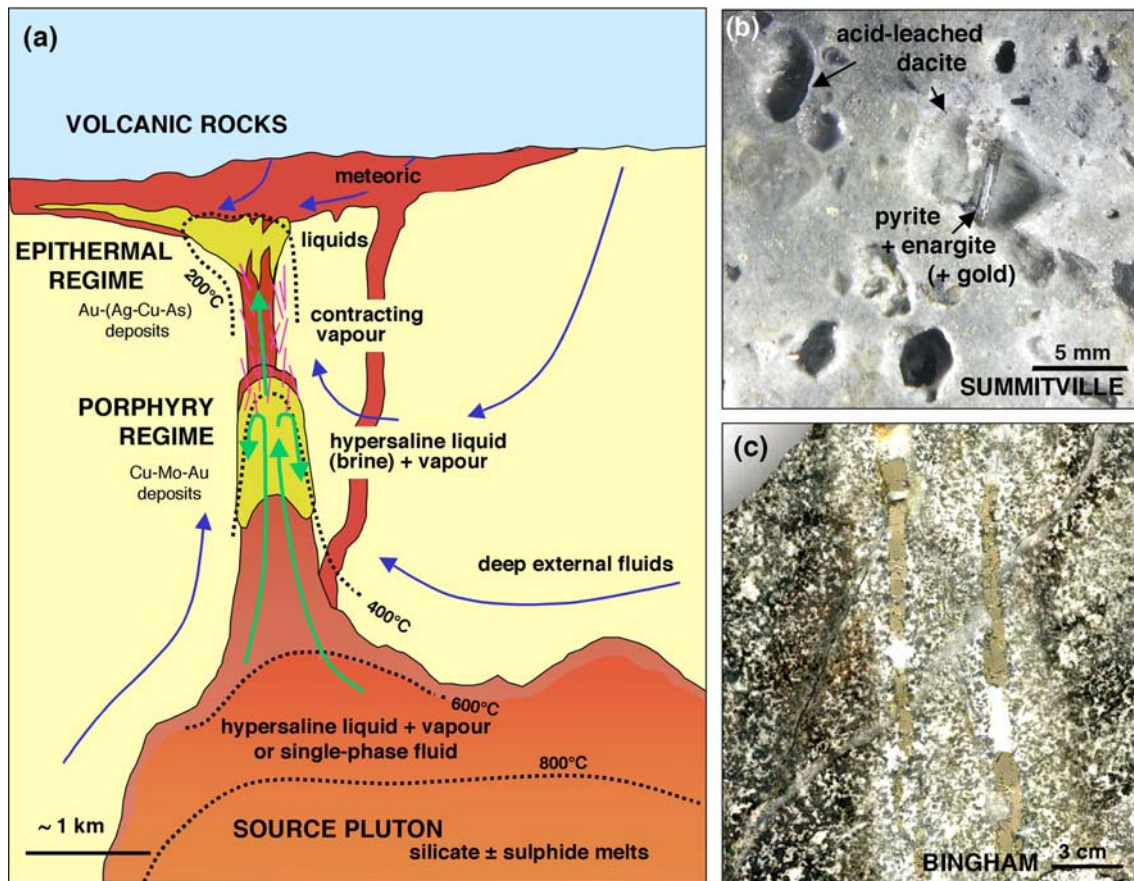 (a)
VOLCANIC ROCKS
meteoric
liquids
EPITHERMAL
REGIME
200°C
Au-(Ag-Cu-As)
deposits
contracting
vapour
PORPHYRY
REGIME
Cu-Mo-Au
deposits
hypersaline liquid
(brine) + vapour
deep external fluids
400°C
600°C
hypersaline liquid + vapour
or single-phase fluid
800°C
~ 1 km
SOURCE PLUTON
silicate ± sulphide melts
(b)
acid-leached
dacite
pyrite
+ enargite
(+ gold)
5 mm
SUMMITVILLE
(c)
BINGHAM
3 cm